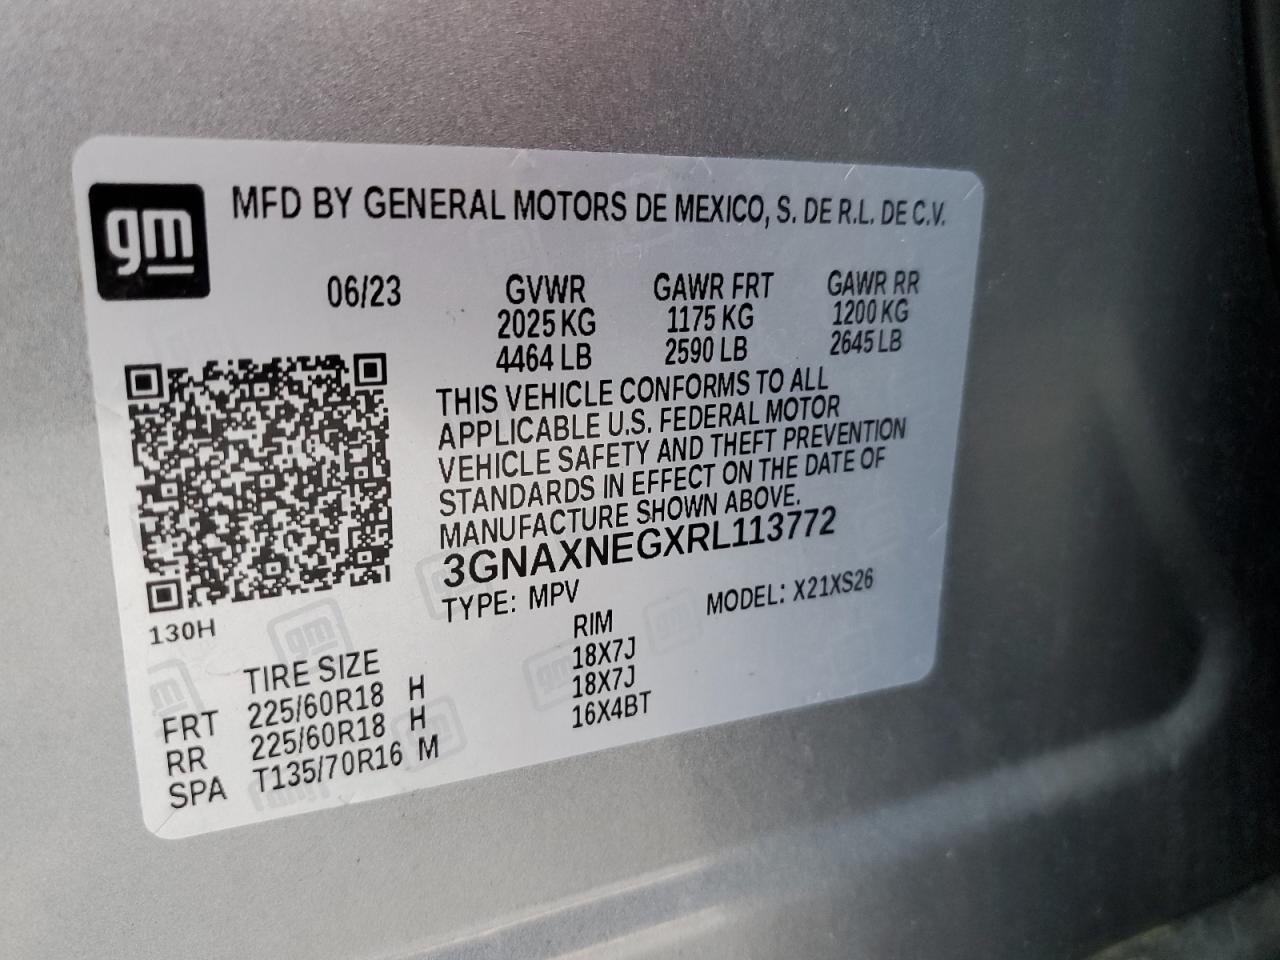 gm
MFD BY GENERAL MOTORS DE MEXICO, S. DE R.L. DE C.V.
06/23 GVWR GAWR FRT GAWR RR
2025 KG 1175 KG 1200 KG
4464 LB 2590 LB 2645 LB
THIS VEHICLE CONFORMS TO ALL
APPLICABLE U.S. FEDERAL MOTOR
VEHICLE SAFETY AND THEFT PREVENTION
STANDARDS IN EFFECT ON THE DATE OF
MANUFACTURE SHOWN ABOVE.
3GNAXNEGXRL113772
TYPE: MPV MODEL: X21XS26
130H
TIRE SIZE RIM
FRT 225/60R18 H 18X7J
RR 225/60R18 H 18X7J
SPA T135/70R16 M 16X4BT